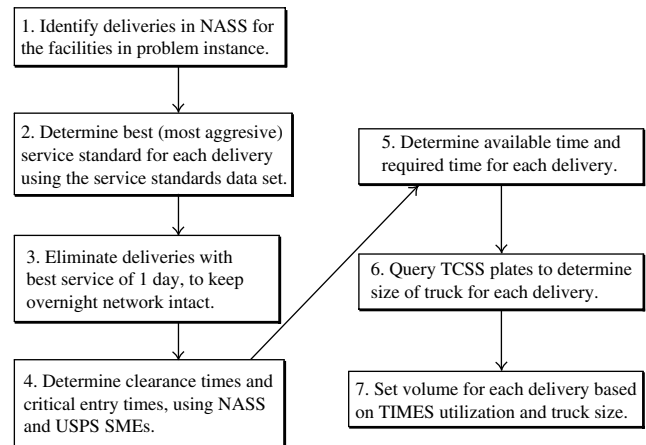 1. Identify deliveries in NASS for
the facilities in problem instance.
2. Determine best (most aggresive)
service standard for each delivery
using the service standards data set.
3. Eliminate deliveries with
best service of 1 day, to keep
overnight network intact.
4. Determine clearance times and
critical entry times, using NASS
and USPS SMEs.
5. Determine available time and
required time for each delivery.
6. Query TCSS plates to determine
size of truck for each delivery.
7. Set volume for each delivery based
on TIMES utilization and truck size.